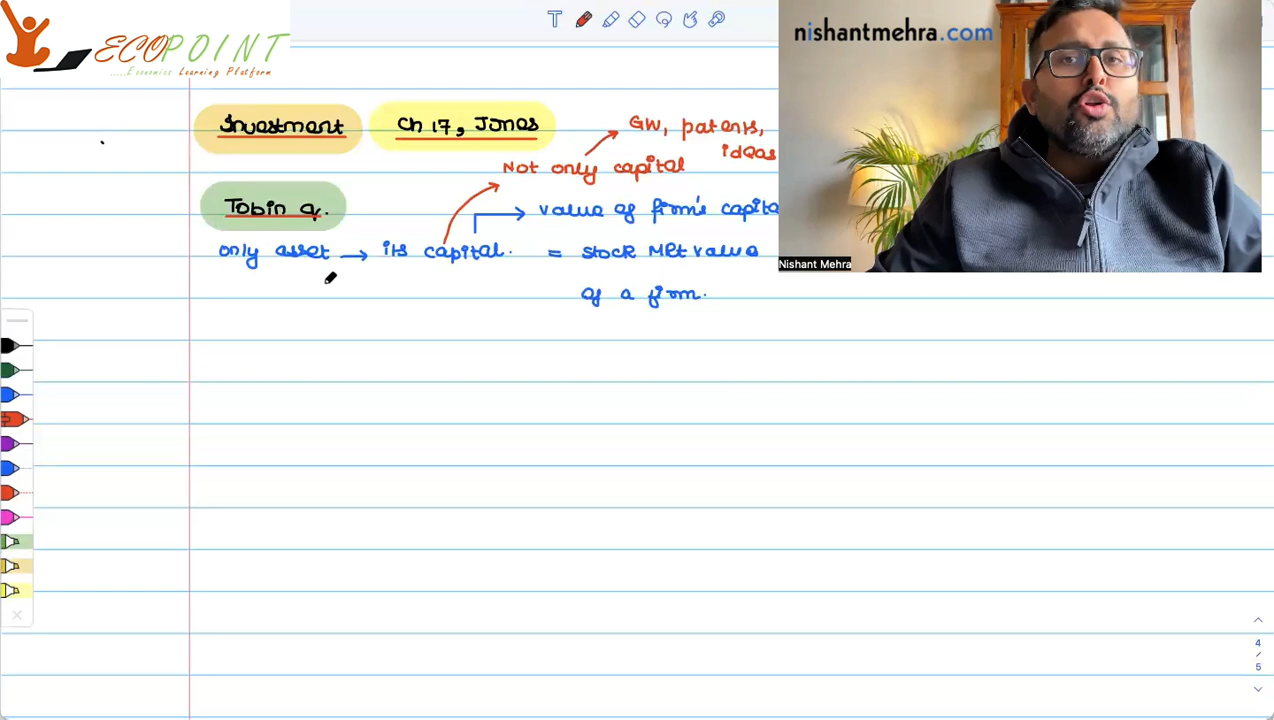 ECOPOINT
.....Economics Learning Platform
nishantmehra.com
Investment
Ch 17, Jones
GW, patents,
ideas
Not only capital
Tobin q.
value of firm's capita
only asset → its capital. = stock MKt value
of a firm.
Nishant Mehra
4
/
5